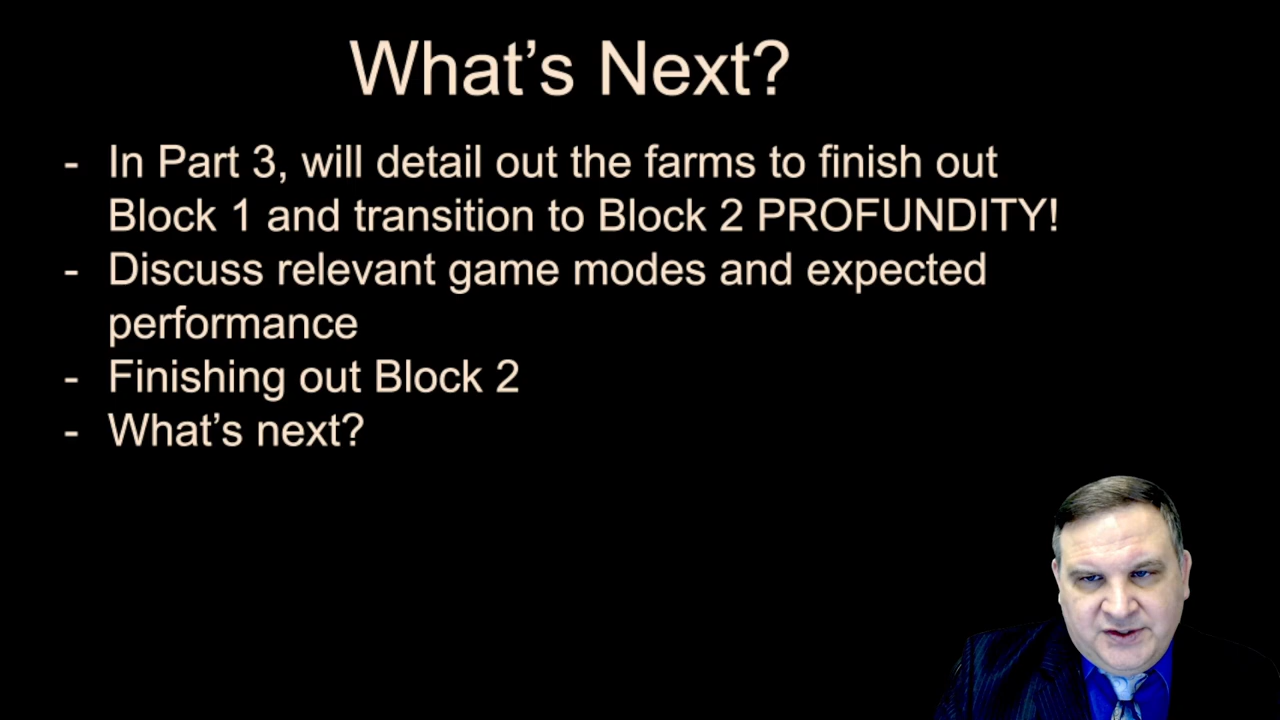 What's Next?
- In Part 3, will detail out the farms to finish out
Block 1 and transition to Block 2 PROFUNDITY!
- Discuss relevant game modes and expected
performance
- Finishing out Block 2
- What's next?